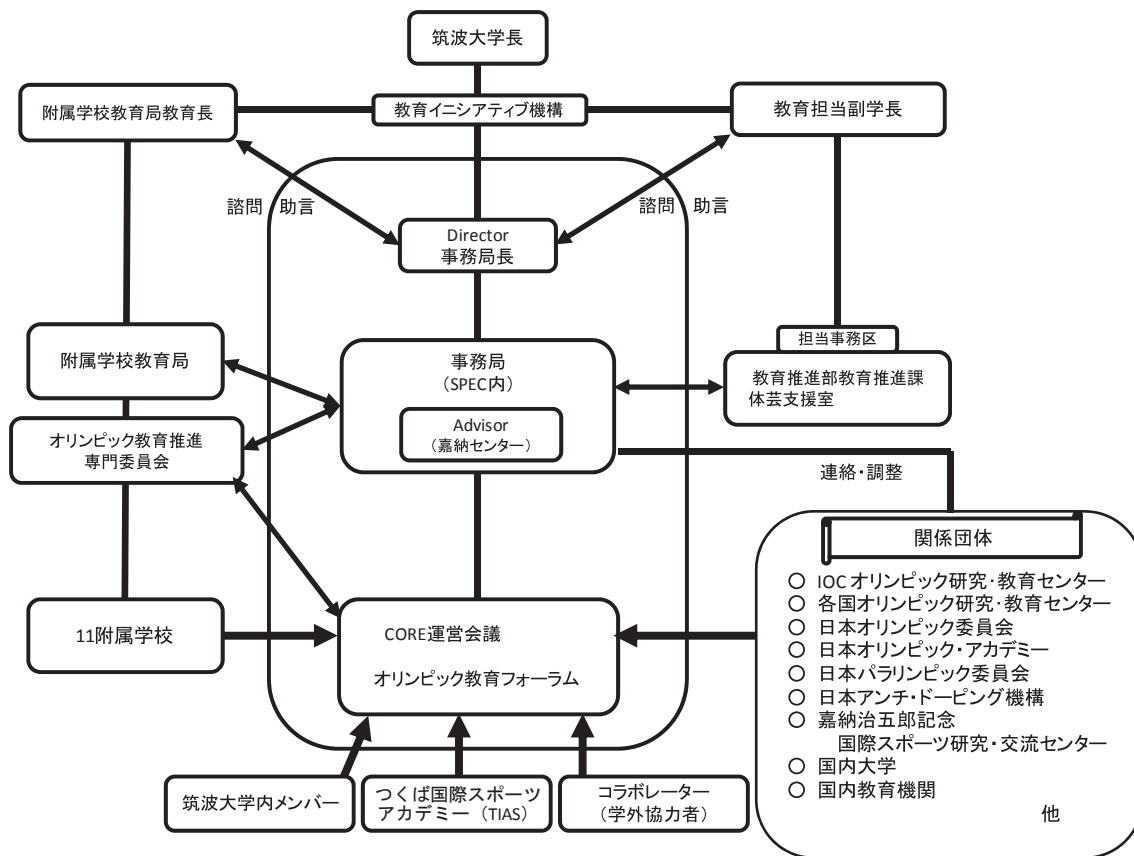 筑波大学長
附属学校教育局教育長
教育イニシアティブ機構
教育担当副学長
諮問 助言
諮問 助言
Director
事務局長
附属学校教育局
事務局
（SPEC内）
Advisor
（嘉納センター）
担当事務区
教育推進部教育推進課
体芸支援室
オリンピック教育推進
専門委員会
連絡・調整
関係団体
○ IOC オリンピック研究・教育センター
○ 各国オリンピック研究・教育センター
○ 日本オリンピック委員会
○ 日本オリンピック・アカデミー
○ 日本パラリンピック委員会
○ 日本アンチ・ドーピング機構
○ 嘉納治五郎記念
国際スポーツ研究・交流センター
○ 国内大学
○ 国内教育機関
他
11附属学校
CORE運営会議
オリンピック教育フォーラム
筑波大学内メンバー
つくば国際スポーツ
アカデミー（TIAS）
コラボレーター
（学外協力者）